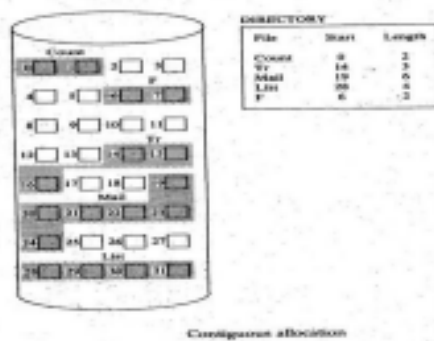 Count
0 1 2 3
F
4 5 6 7
8 9 10 11
Tr
12 13 14 15
16 17 18 19
Mail
20 21 22 23
24 25 26 27
List
28 29 30 31
DIRECTORY
File Start Length
Count 0 2
Tr 14 3
Mail 19 6
List 28 4
F 6 2
Contiguous allocation